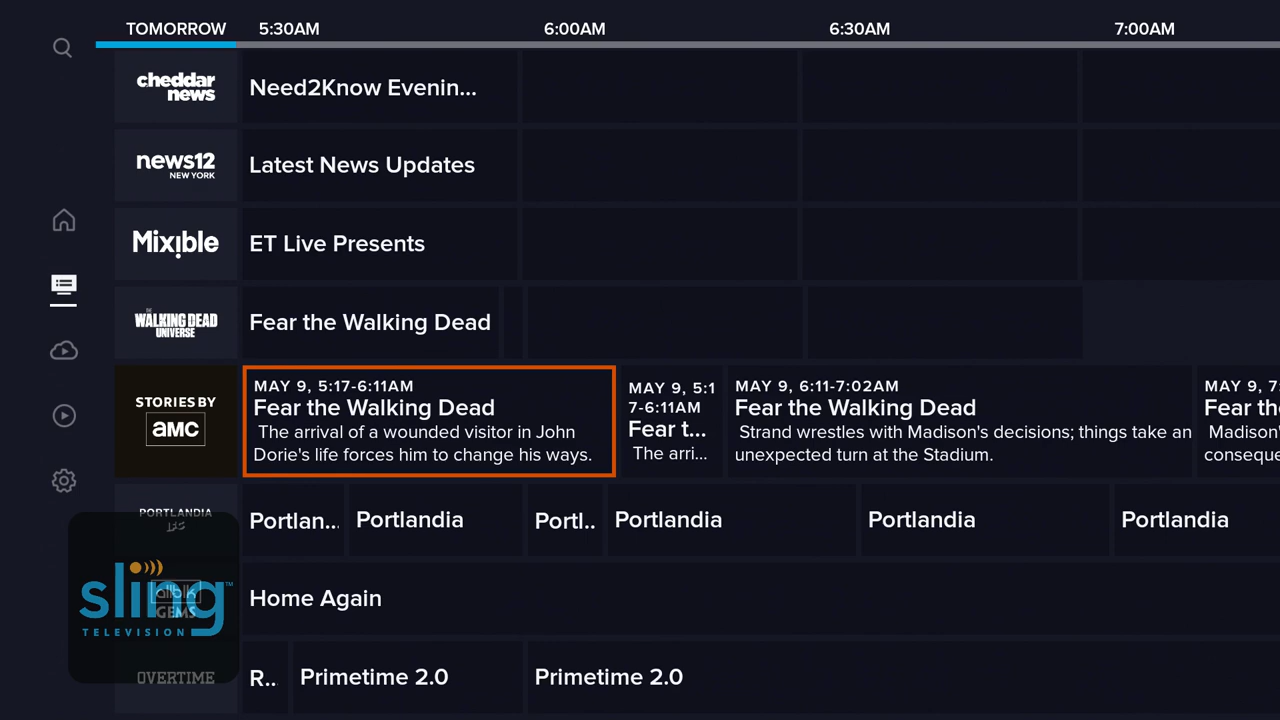 TOMORROW 5:30AM 6:00AM 6:30AM 7:00AM
cheddar
news
Need2Know Evenin...
news12
NEW YORK
Latest News Updates
Mixible
ET Live Presents
THE
WALKING DEAD
UNIVERSE
Fear the Walking Dead
STORIES BY
aMC
MAY 9, 5:17-6:11AM
Fear the Walking Dead
The arrival of a wounded visitor in John
Dorie's life forces him to change his ways.
MAY 9, 5:1
7-6:11AM
Fear t...
The arri...
MAY 9, 6:11-7:02AM
Fear the Walking Dead
Strand wrestles with Madison's decisions; things take an
unexpected turn at the Stadium.
MAY 9, 7:
Fear th
Madison'
conseque
PORTLANDIA
IFC
Portlan... Portlandia Portl.. Portlandia Portlandia Portlandia
allblk
GEMS
Home Again
sling
TELEVISION
™
OVERTIME
R.. Primetime 2.0 Primetime 2.0